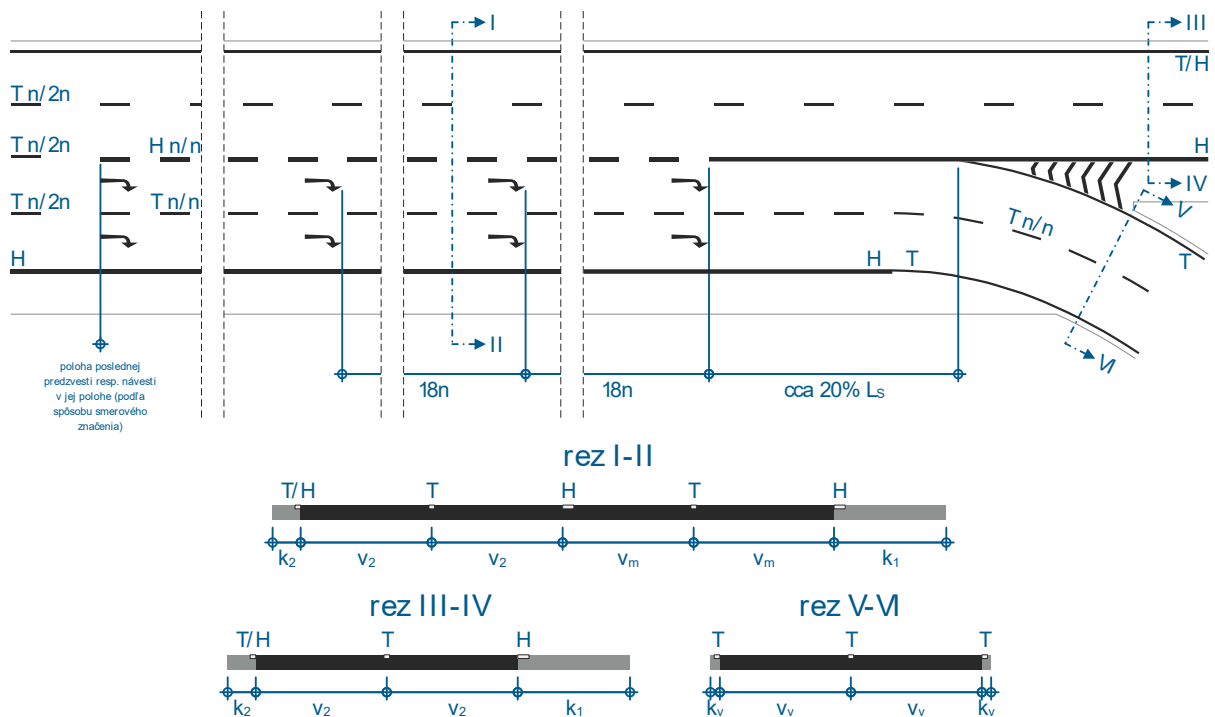 I
III
T/H
T n/2n
T n/2n
H n/n
H
T n/2n
T n/n
IV
V
T n/n
H
H
T
T
II
VI
poloha poslednej
predzvesti resp. návesti
v jej polohe (podľa
spôsobu smerového
značenia)
18n
18n
cca 20% LS
rez I-II
T/H
T
H
T
H
k2
v2
v2
vm
vm
k1
rez III-IV
rez V-VI
T/H
T
H
T
T
T
k2
v2
v2
k1
kv
vv
vv
kv